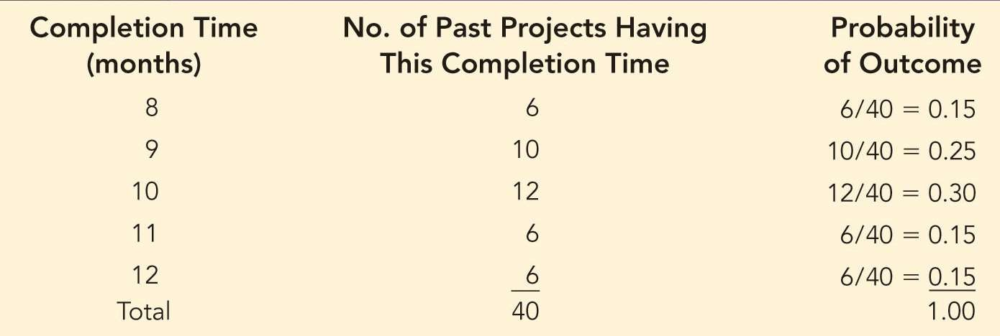 Completion Time No. of Past Projects Having Probability
(months) This Completion Time of Outcome
8 6 6/40 = 0.15
9 10 10/40 = 0.25
10 12 12/40 = 0.30
11 6 6/40 = 0.15
12 6 6/40 = 0.15
Total 40 1.00